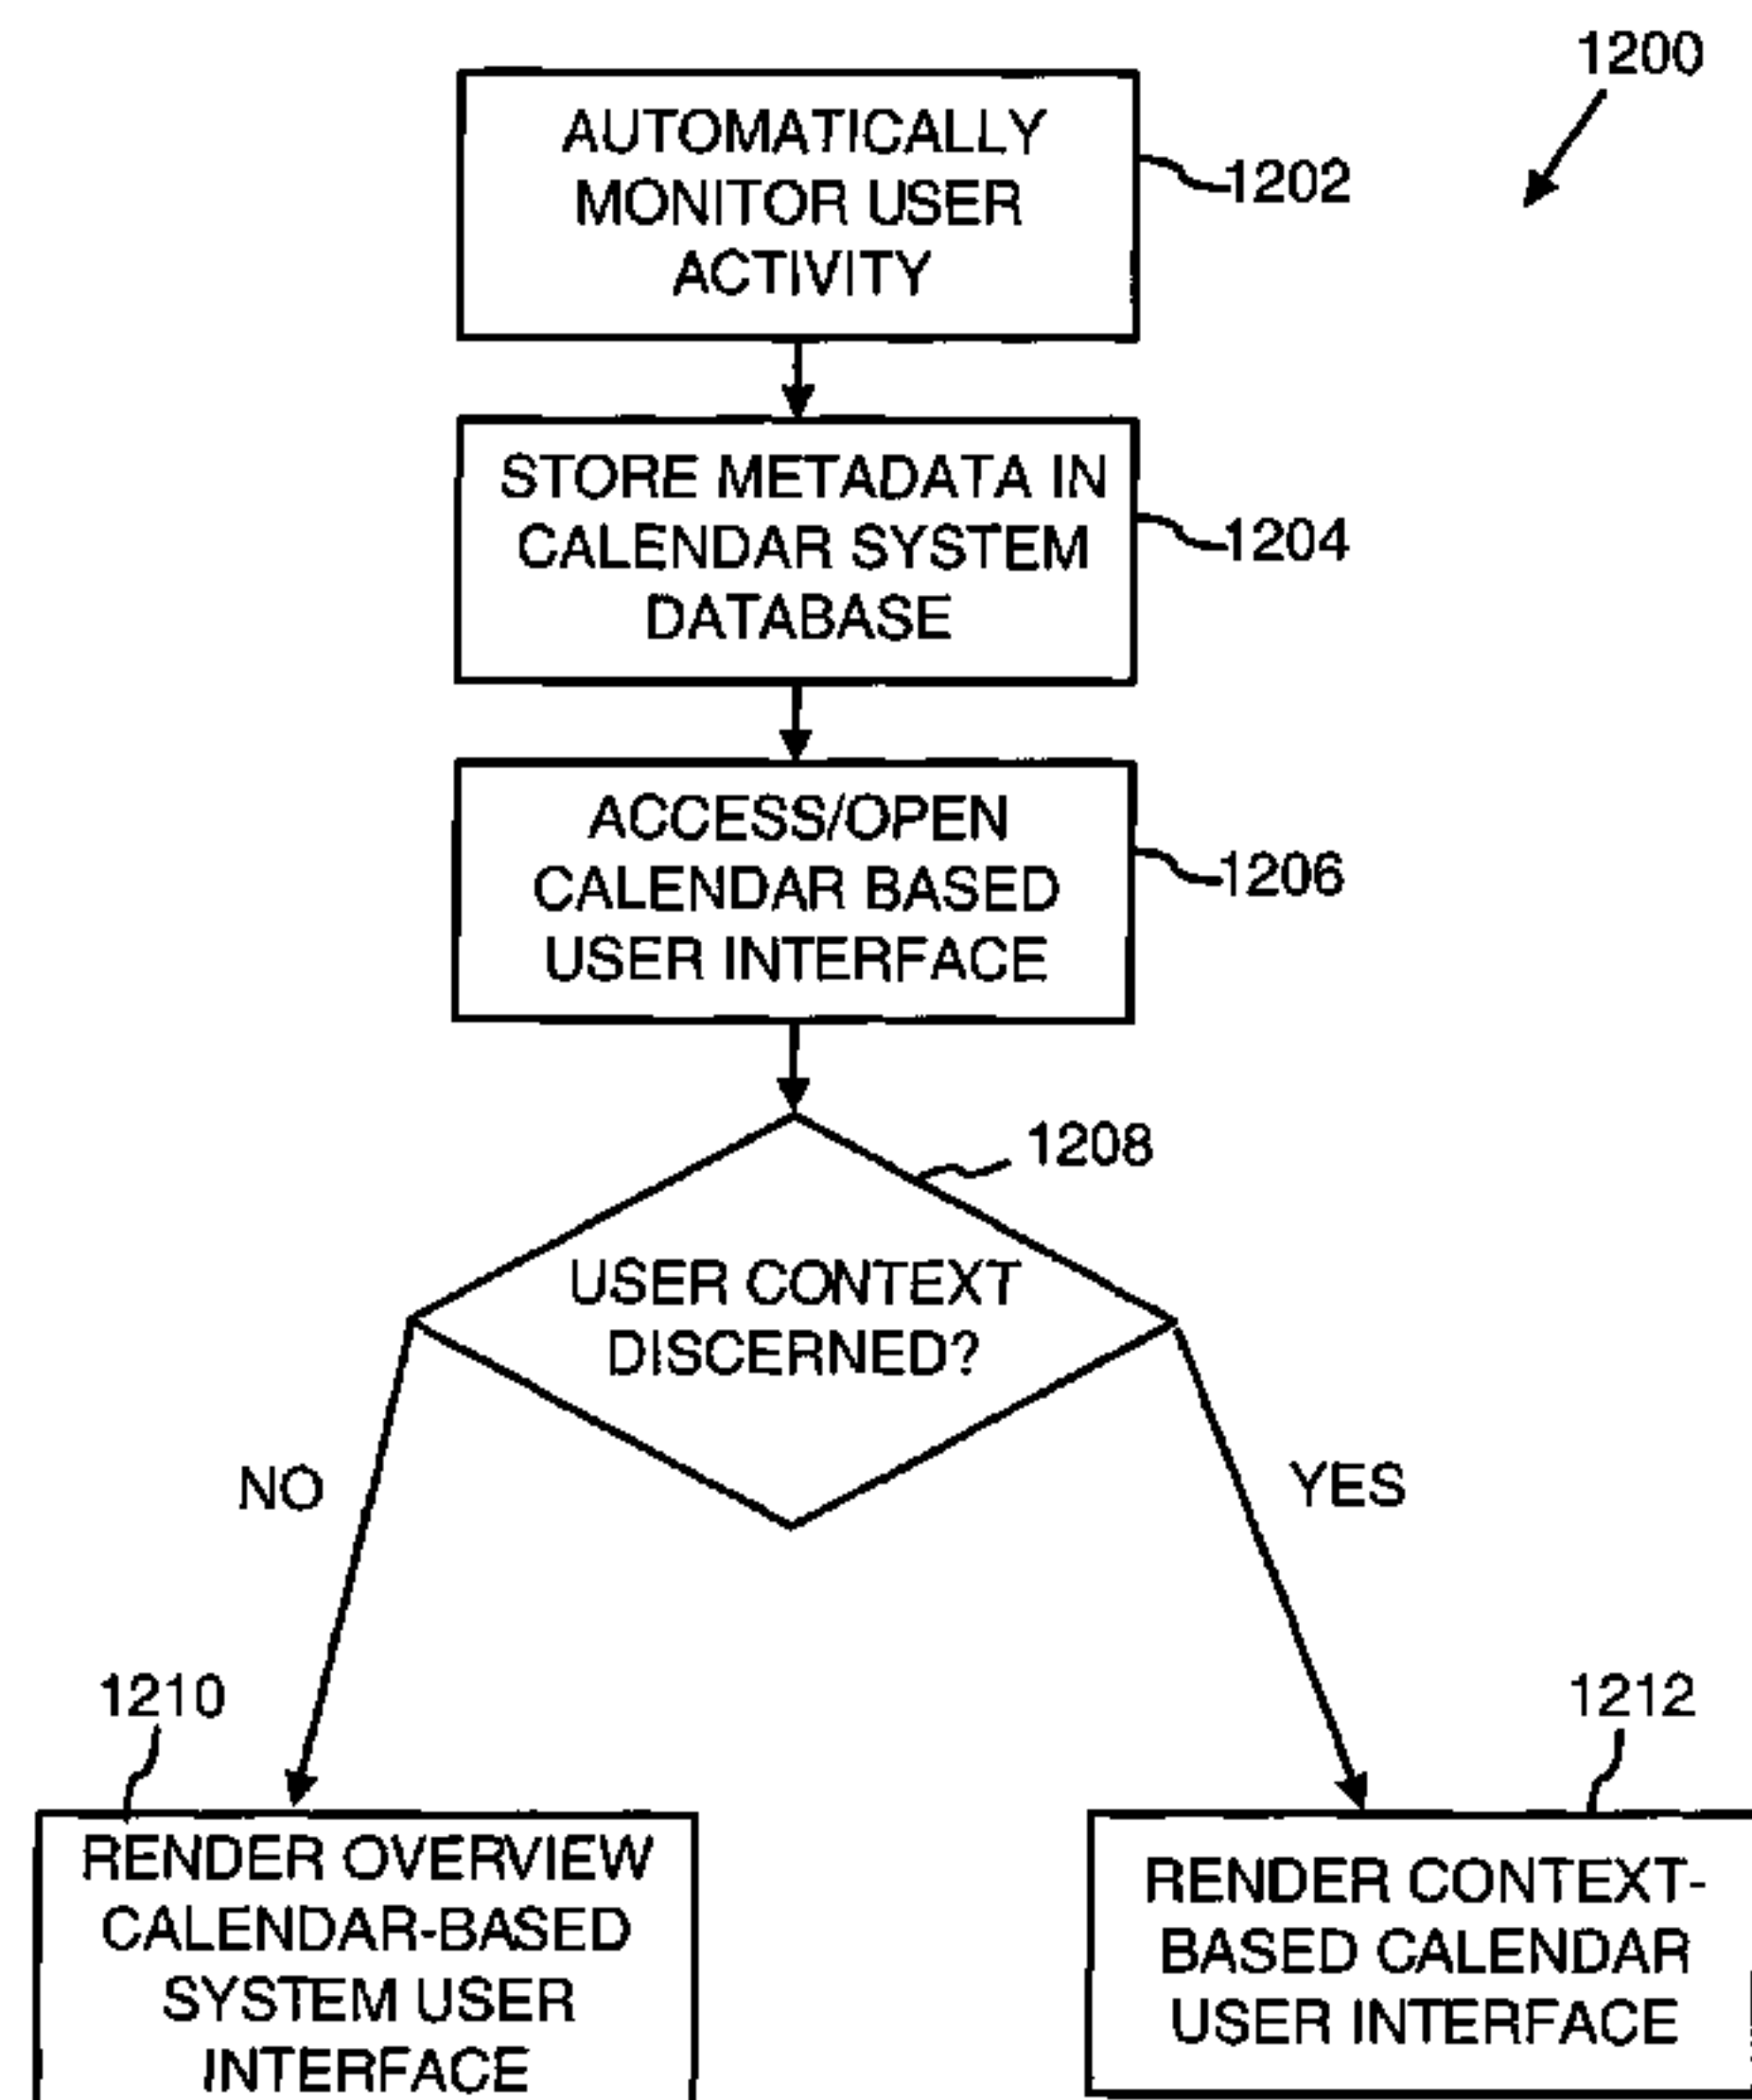 1200
AUTOMATICALLY
MONITOR USER
ACTIVITY
1202
STORE METADATA IN
CALENDAR SYSTEM
DATABASE
1204
ACCESS/OPEN
CALENDAR BASED
USER INTERFACE
1206
1208
USER CONTEXT
DISCERNED?
NO
YES
1210
RENDER OVERVIEW
CALENDAR-BASED
SYSTEM USER
INTERFACE
1212
RENDER CONTEXT-
BASED CALENDAR
USER INTERFACE